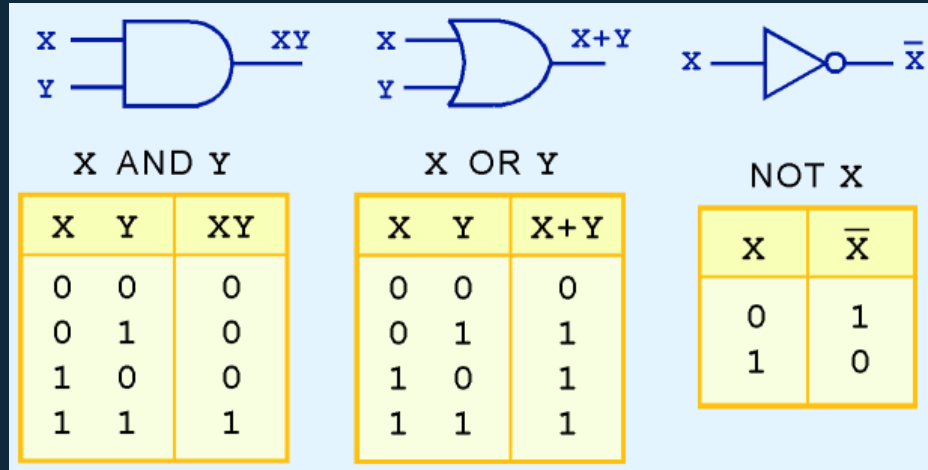 X
Y
XY
X
Y
X+Y
X
X̅
X AND Y
X Y XY
0 0 0
0 1 0
1 0 0
1 1 1
X OR Y
X Y X+Y
0 0 0
0 1 1
1 0 1
1 1 1
NOT X
X X̅
0 1
1 0